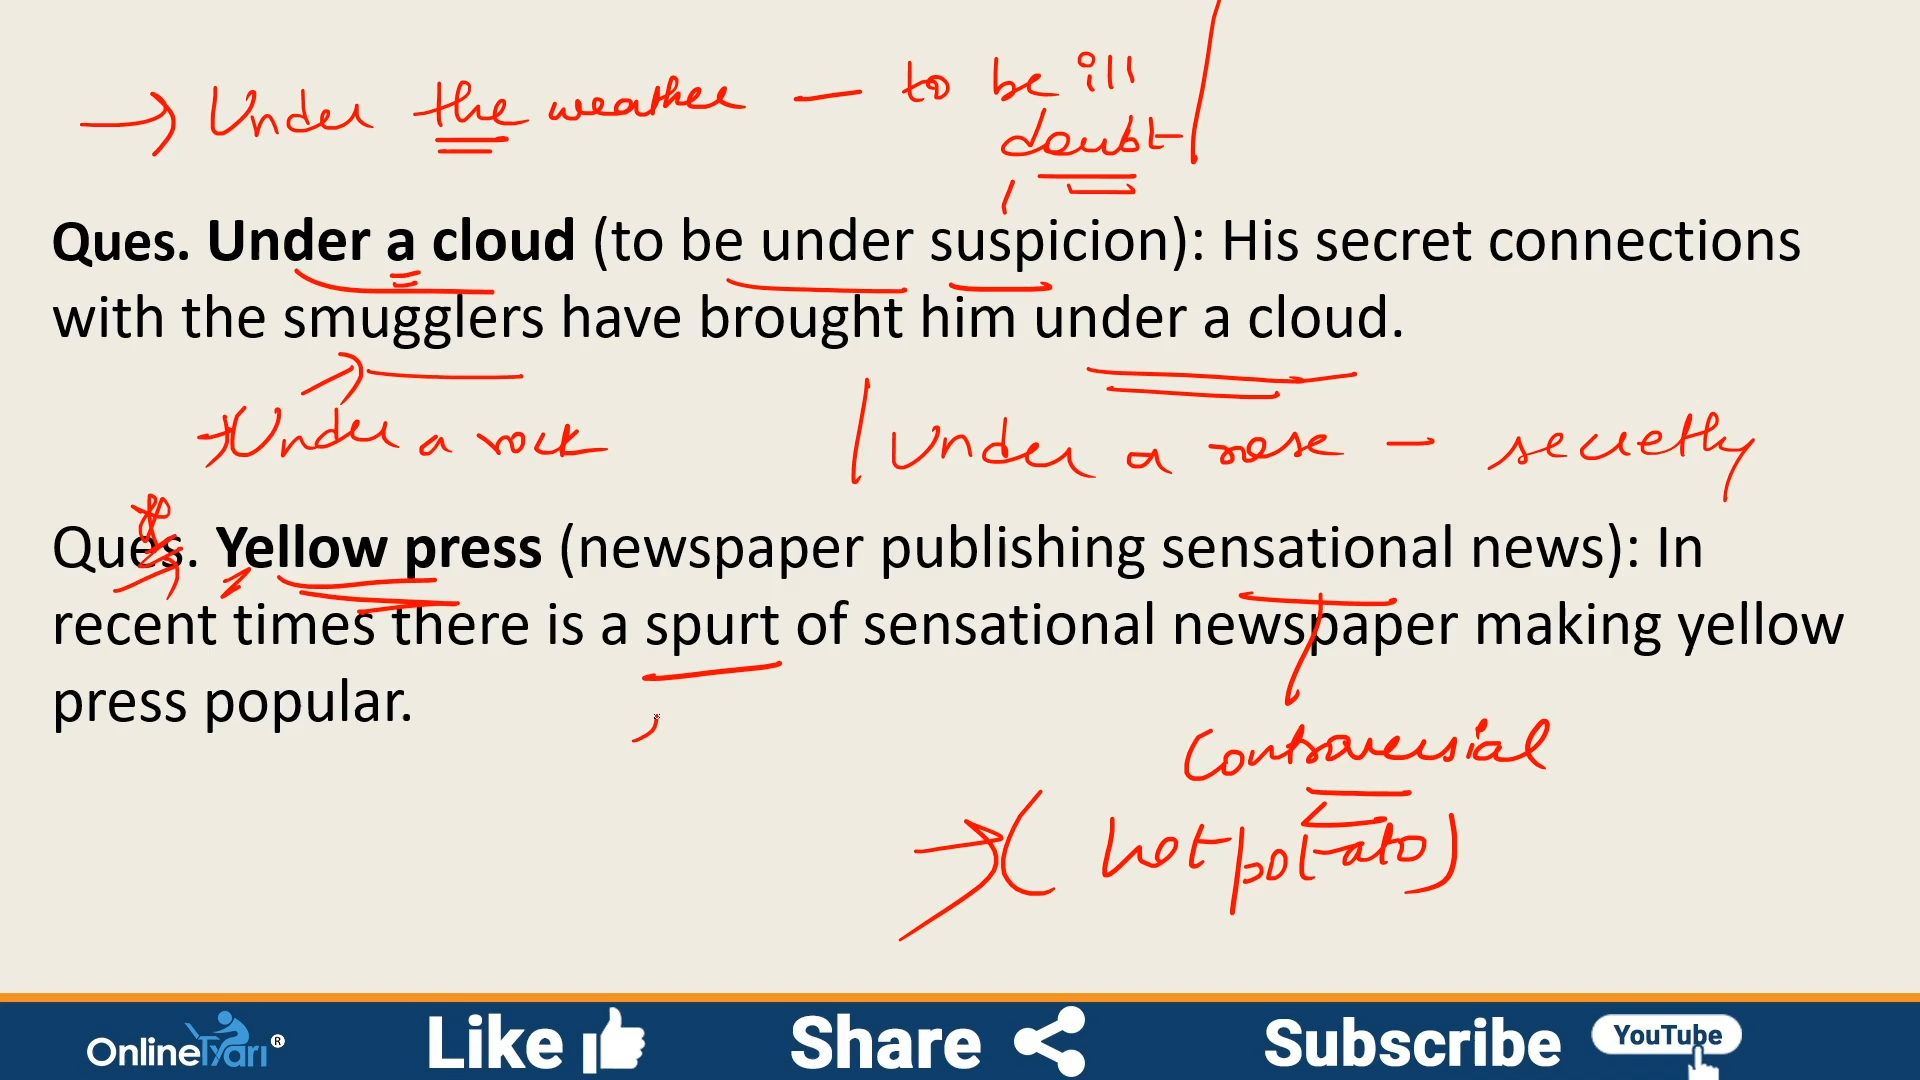 → Under the weather — to be ill
doubt
Ques. Under a cloud (to be under suspicion): His secret connections
with the smugglers have brought him under a cloud.
→ Under a rock
Under a rose — secretly
Ques. Yellow press (newspaper publishing sensational news): In
recent times there is a spurt of sensational newspaper making yellow
press popular.
Controversial
(hot potato)
OnlineTyari ® Like Share Subscribe YouTube